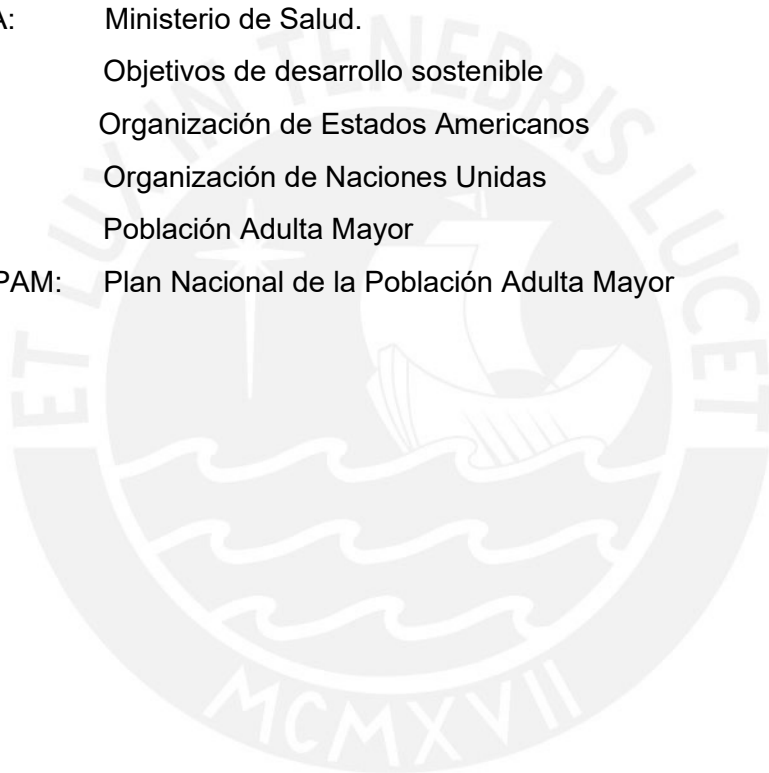 A: Ministerio de Salud.
Objetivos de desarrollo sostenible
Organización de Estados Americanos
Organización de Naciones Unidas
Población Adulta Mayor
PAM: Plan Nacional de la Población Adulta Mayor
ET LUX IN TENEBRIS LUCET
MCMXVII